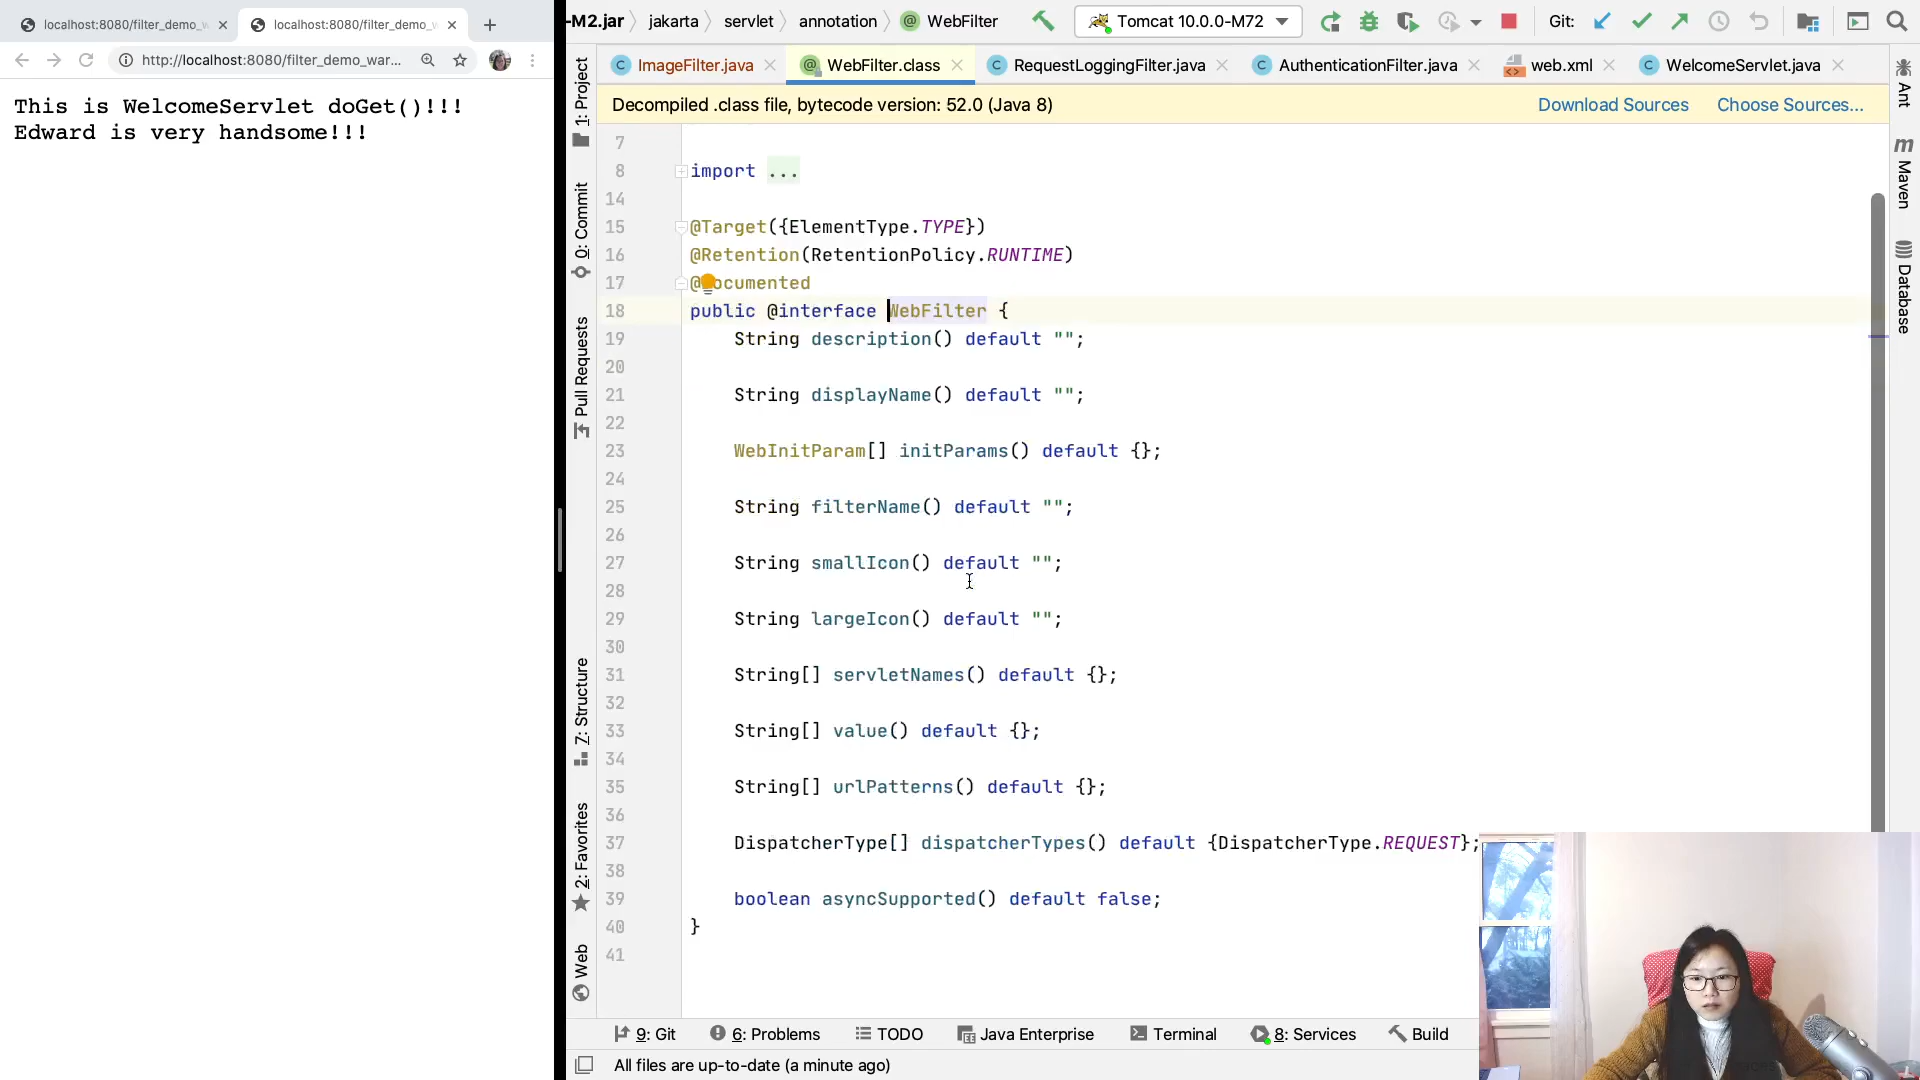 localhost:8080/filter_demo_w
localhost:8080/filter_demo_w
http://localhost:8080/filter_demo_war...
This is WelcomeServlet doGet()!!!
Edward is very handsome!!!
-M2.jar
jakarta
servlet
annotation
WebFilter
Tomcat 10.0.0-M72
Git:
ImageFilter.java
WebFilter.class
RequestLoggingFilter.java
AuthenticationFilter.java
web.xml
WelcomeServlet.java
Decompiled .class file, bytecode version: 52.0 (Java 8)
Download Sources
Choose Sources...
1: Project
0: Commit
Pull Requests
7: Structure
2: Favorites
Web
7
8 import ...
14
15 @Target({ElementType.TYPE})
16 @Retention(RetentionPolicy.RUNTIME)
17 @ocumented
18 public @interface WebFilter {
19 String description() default "";
20
21 String displayName() default "";
22
23 WebInitParam[] initParams() default {};
24
25 String filterName() default "";
26
27 String smallIcon() default "";
28
29 String largeIcon() default "";
30
31 String[] servletNames() default {};
32
33 String[] value() default {};
34
35 String[] urlPatterns() default {};
36
37 DispatcherType[] dispatcherTypes() default {DispatcherType.REQUEST};
38
39 boolean asyncSupported() default false;
40 }
41
Ant
m
Maven
Database
9: Git
6: Problems
TODO
Java Enterprise
Terminal
8: Services
Build
All files are up-to-date (a minute ago)